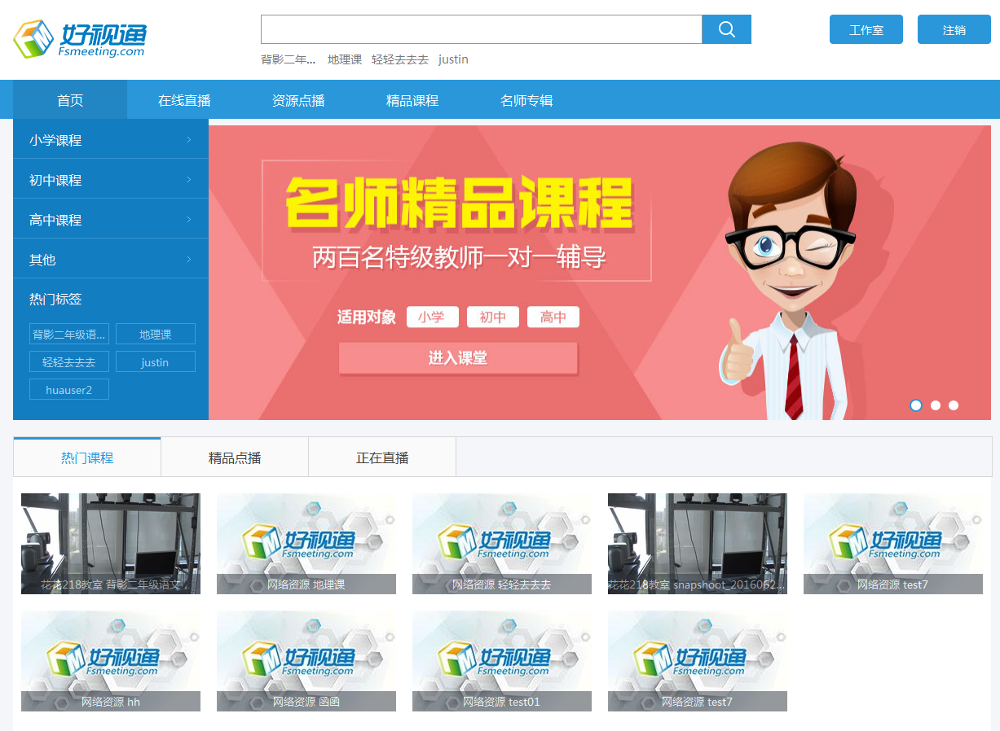 好视通
Fsmeeting.com
工作室
注销
背影二年... 地理课 轻轻去去去 justin
首页 在线直播 资源点播 精品课程 名师专辑
小学课程
初中课程
高中课程
其他
热门标签
背影二年级语...
地理课
轻轻去去去
justin
huauser2
名师精品课程
两百名特级教师一对一辅导
适用对象 小学 初中 高中
进入课堂
热门课程 精品点播 正在直播
好视通
Fsmeeting.com
好视通
Fsmeeting.com
好视通
Fsmeeting.com
花花218教室 背影二年级语文...
网络资源 地理课
网络资源 轻轻去去去
花花218教室 snapshoot_2016062...
网络资源 test7
好视通
Fsmeeting.com
好视通
Fsmeeting.com
好视通
Fsmeeting.com
好视通
Fsmeeting.com
网络资源 hh
网络资源 函函
网络资源 test01
网络资源 test7